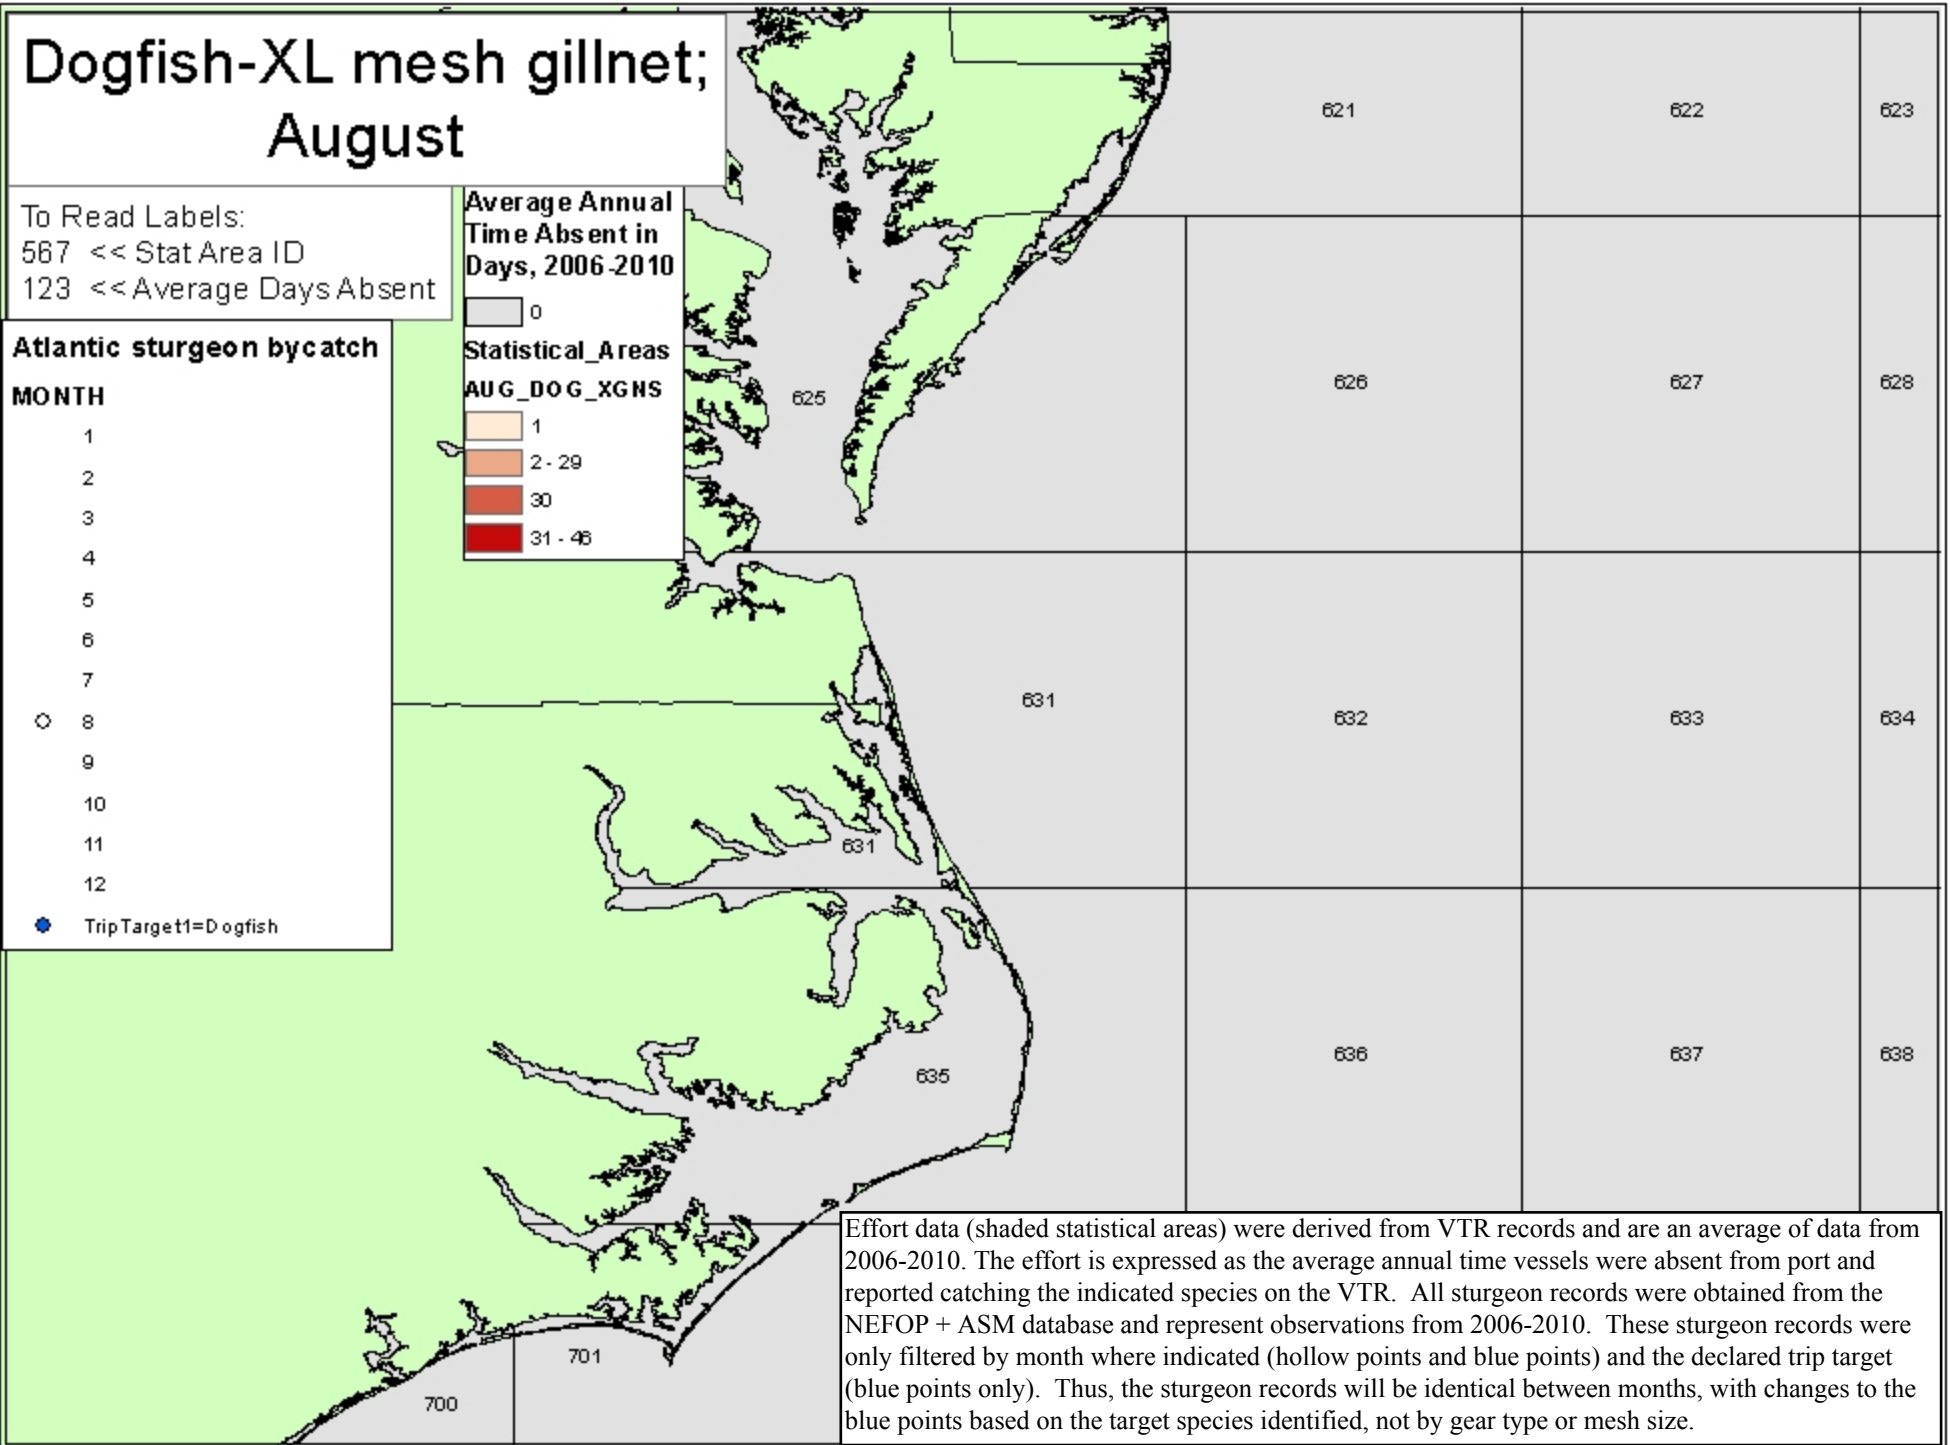 Dogfish-XL mesh gillnet;
August
To Read Labels:
567 << Stat Area ID
123 << Average Days Absent
Average Annual
Time Absent in
Days, 2006-2010
0
Statistical_Areas
AUG_DOG_XGNS
1
2 - 29
30
31 - 46
Atlantic sturgeon bycatch
MONTH
1
2
3
4
5
6
7
8
9
10
11
12
TripTarget1=Dogfish
621
622
623
625
626
627
628
631
632
633
634
631
635
636
637
638
701
700
Effort data (shaded statistical areas) were derived from VTR records and are an average of data from
2006-2010. The effort is expressed as the average annual time vessels were absent from port and
reported catching the indicated species on the VTR. All sturgeon records were obtained from the
NEFOP + ASM database and represent observations from 2006-2010. These sturgeon records were
only filtered by month where indicated (hollow points and blue points) and the declared trip target
(blue points only). Thus, the sturgeon records will be identical between months, with changes to the
blue points based on the target species identified, not by gear type or mesh size.